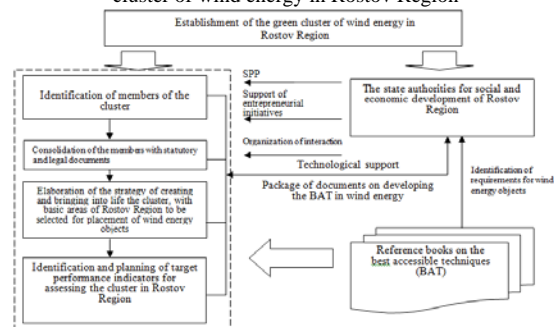 cluster of wind energy in Rostov Region
Establishment of the green cluster of wind energy in
Rostov Region
Identification of members of the
cluster
Consolidation of the members with statutory
and legal documents
Elaboration of the strategy of creating
and bringing into life the cluster, with
basic areas of Rostov Region to be
selected for placement of wind energy
objects
Identification and planning of target
performance indicators for
assessing the cluster in Rostov
Region
SPP
Support of
entrepreneurial
initiatives
Organization of interaction
Technological support
Package of documents on developing
the BAT in wind energy
The state authorities for social and
economic development of Rostov
Region
Identification of
requirements for wind
energy objects
Reference books on the
best accessible techniques
(BAT)